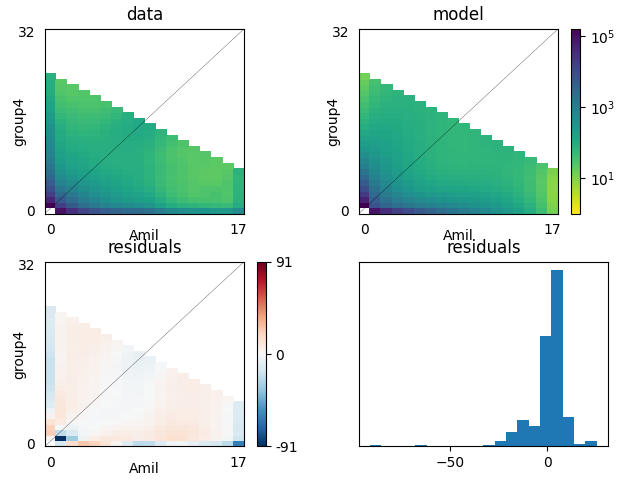 data
model
32
group4
0
0
17
Amil
32
group4
0
0
17
Amil
10^5
10^3
10^1
residuals
residuals
32
group4
0
0
17
Amil
91
0
-91
−50
0